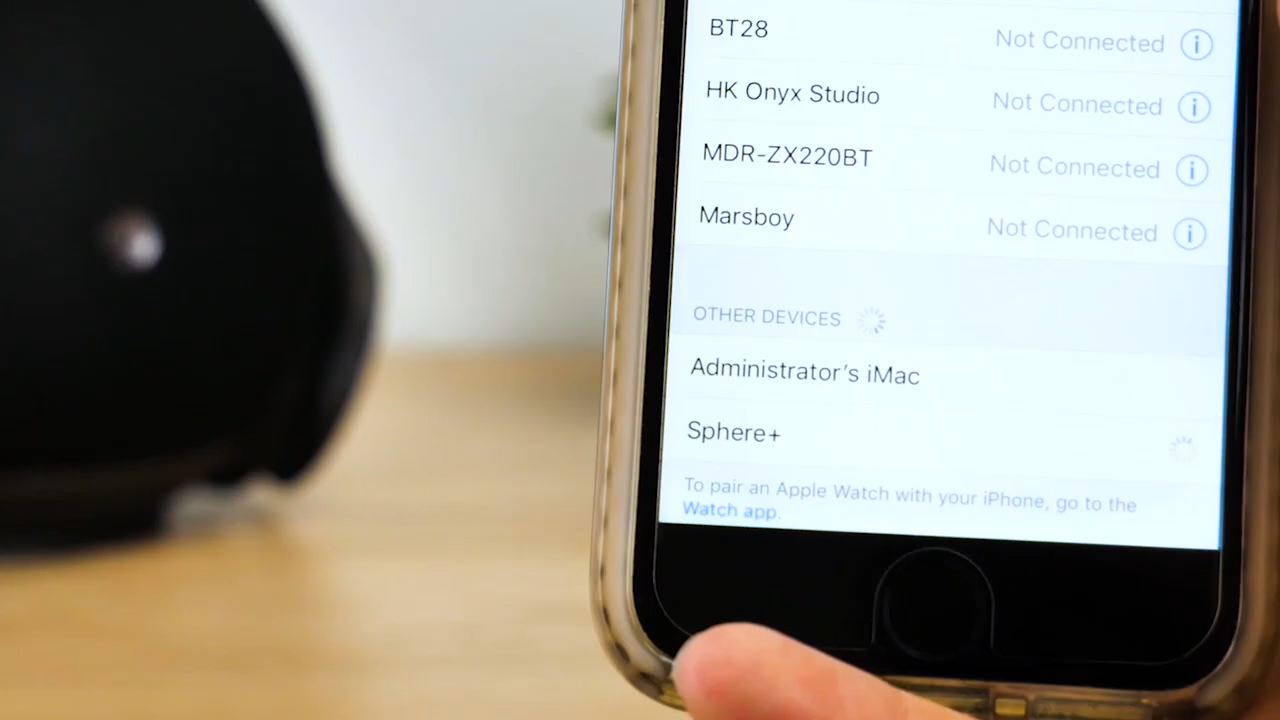 BT28 Not Connected
HK Onyx Studio Not Connected
MDR-ZX220BT Not Connected
Marsboy Not Connected
OTHER DEVICES
Administrator's iMac
Sphere+
To pair an Apple Watch with your iPhone, go to the
Watch app.